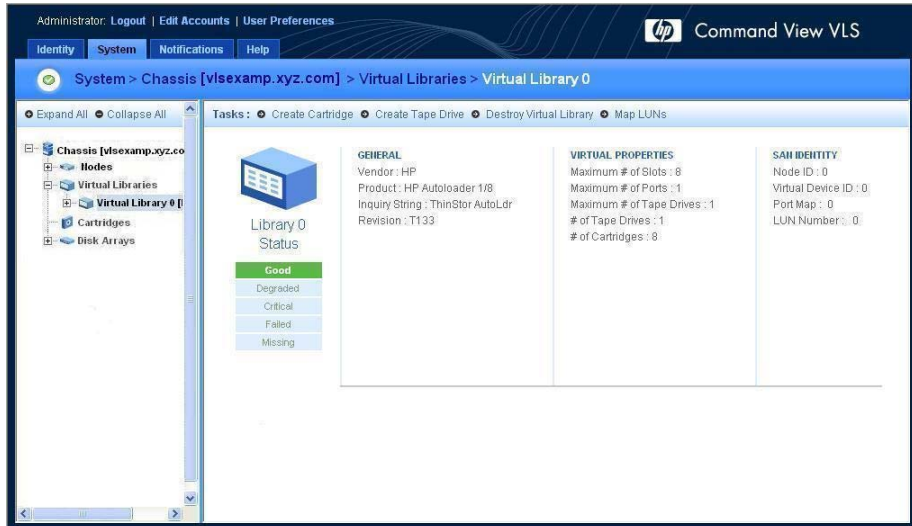 Administrator: Logout | Edit Accounts | User Preferences
hp Command View VLS
Identity System Notifications Help
System > Chassis [vlsexamp.xyz.com] > Virtual Libraries > Virtual Library 0
Expand All Collapse All
Tasks : Create Cartridge Create Tape Drive Destroy Virtual Library Map LUNs
Chassis [vlsexamp.xyz.co
Nodes
Virtual Libraries
Virtual Library 0 [
Cartridges
Disk Arrays
Library 0
Status
Good
Degraded
Critical
Failed
Missing
GENERAL
Vendor : HP
Product : HP Autoloader 1/8
Inquiry String : ThinStor AutoLdr
Revision : T133
VIRTUAL PROPERTIES
Maximum # of Slots : 8
Maximum # of Ports : 1
Maximum # of Tape Drives : 1
# of Tape Drives : 1
# of Cartridges : 8
SAN IDENTITY
Node ID : 0
Virtual Device ID : 0
Port Map : 0
LUN Number : 0